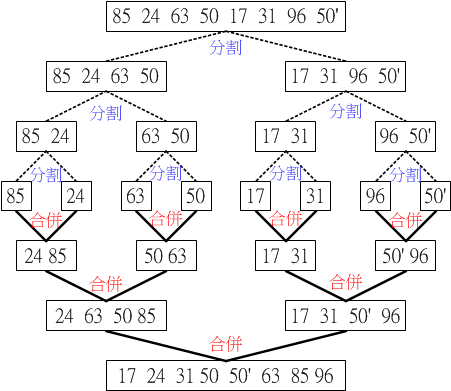 85 24 63 50 17 31 96 50'
分割
85 24 63 50
17 31 96 50'
分割
分割
85 24
63 50
17 31
96 50'
分割
分割
分割
分割
85
24
63
50
17
31
96
50'
合併
合併
合併
合併
24 85
50 63
17 31
50' 96
合併
合併
24 63 50 85
17 31 50' 96
合併
17 24 31 50 50' 63 85 96